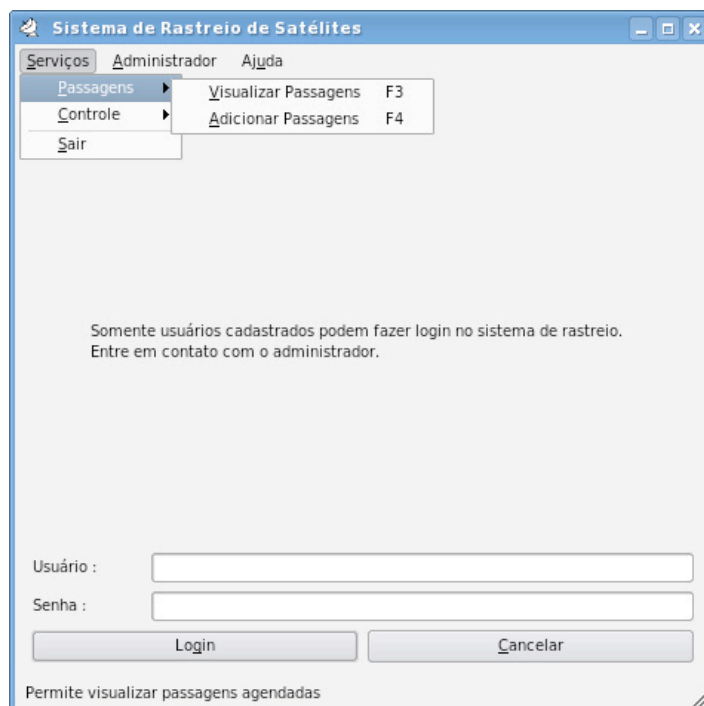 Sistema de Rastreio de Satélites
Serviços Administrador Ajuda
Passagens
Visualizar Passagens F3
Controle
Adicionar Passagens F4
Sair
Somente usuários cadastrados podem fazer login no sistema de rastreio.
Entre em contato com o administrador.
Usuário :
Senha :
Login Cancelar
Permite visualizar passagens agendadas